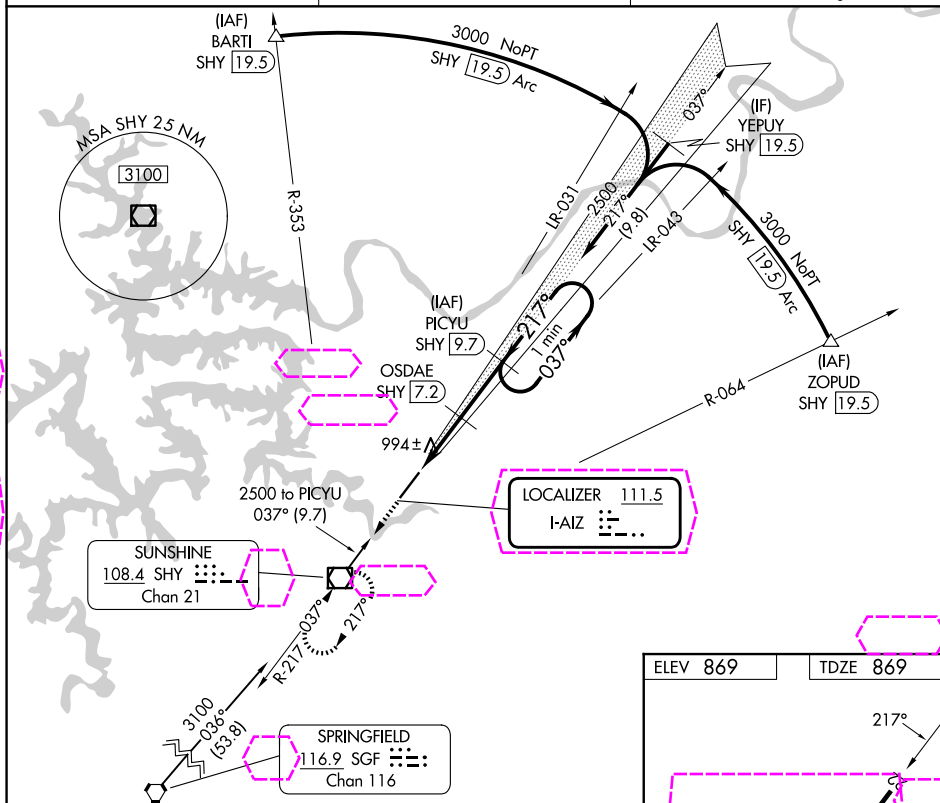 (IAF)
BARTI
SHY 19.5
3000 NoPT
SHY 19.5 Arc
037°
(IF)
YEPUY
SHY 19.5
MSA SHY 25 NM
3100
R-353
LR-031
2500
217°
(9.8)
LR-043
3000 NoPT
SHY 19.5 Arc
(IAF)
PICYU
SHY 9.7
217°
1 min
037°
OSDAE
SHY 7.2
(IAF)
ZOPUD
SHY 19.5
R-064
994±
2500 to PICYU
037° (9.7)
LOCALIZER 111.5
I-AIZ
SUNSHINE
108.4 SHY
Chan 21
037°
217°
R-217
3100
036°
(53.8)
SPRINGFIELD
116.9 SGF
Chan 116
ELEV 869
TDZE 869
217°